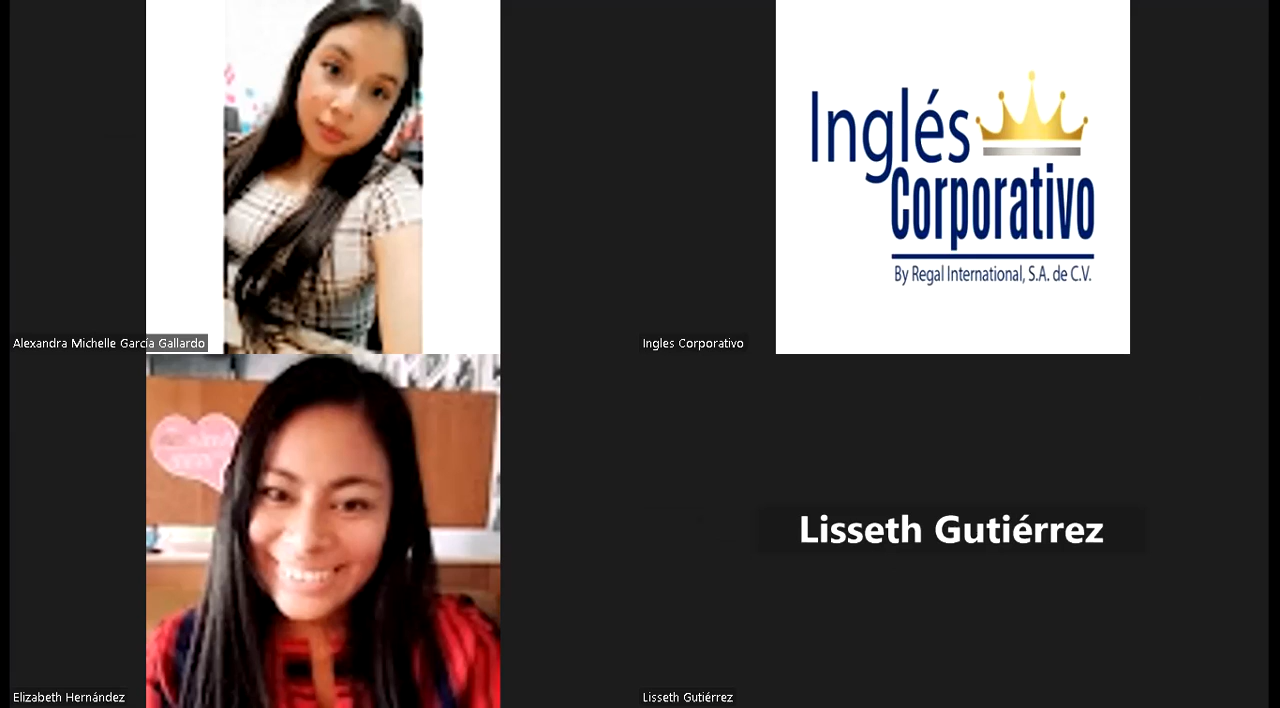 Alexandra Michelle García Gallardo
Inglés
Corporativo
By Regal International, S.A. de C.V.
Ingles Corporativo
Elizabeth Hernández
Lisseth Gutiérrez
Lisseth Gutiérrez